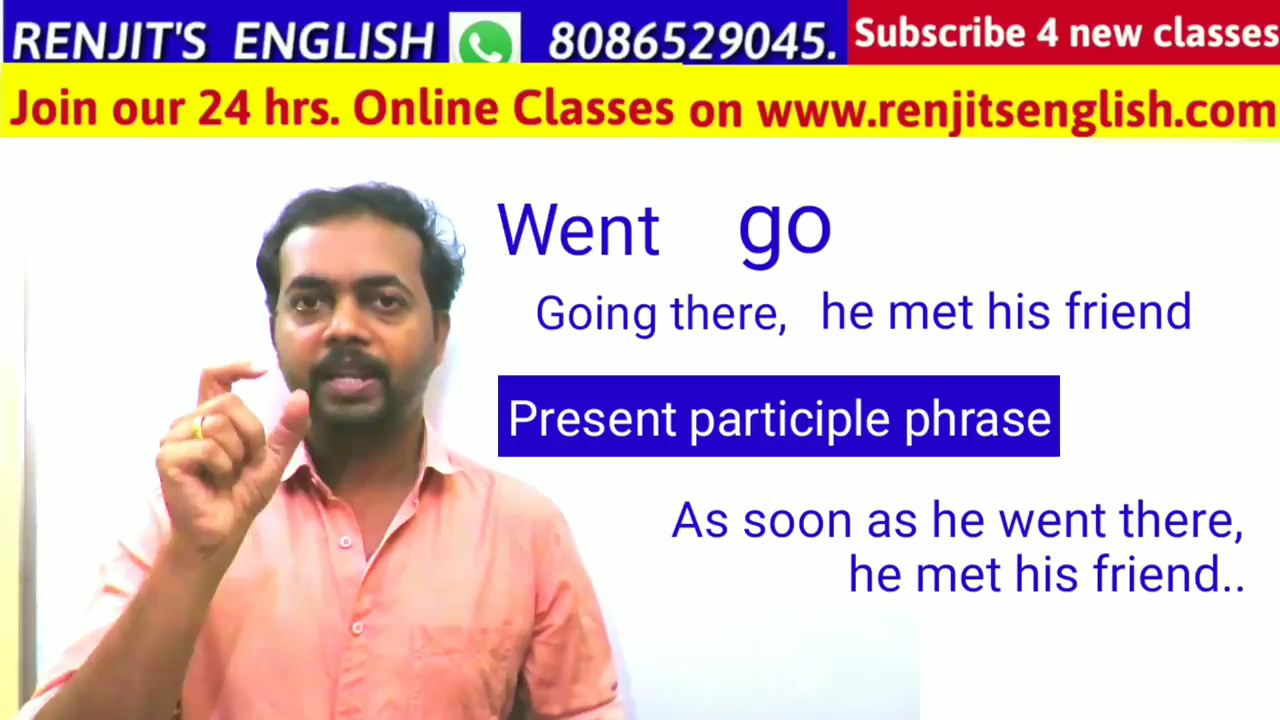 RENJIT'S ENGLISH 8086529045. Subscribe 4 new classes
Join our 24 hrs. Online Classes on www.renjitsenglish.com
Went go
Going there, he met his friend
Present participle phrase
As soon as he went there,
he met his friend..